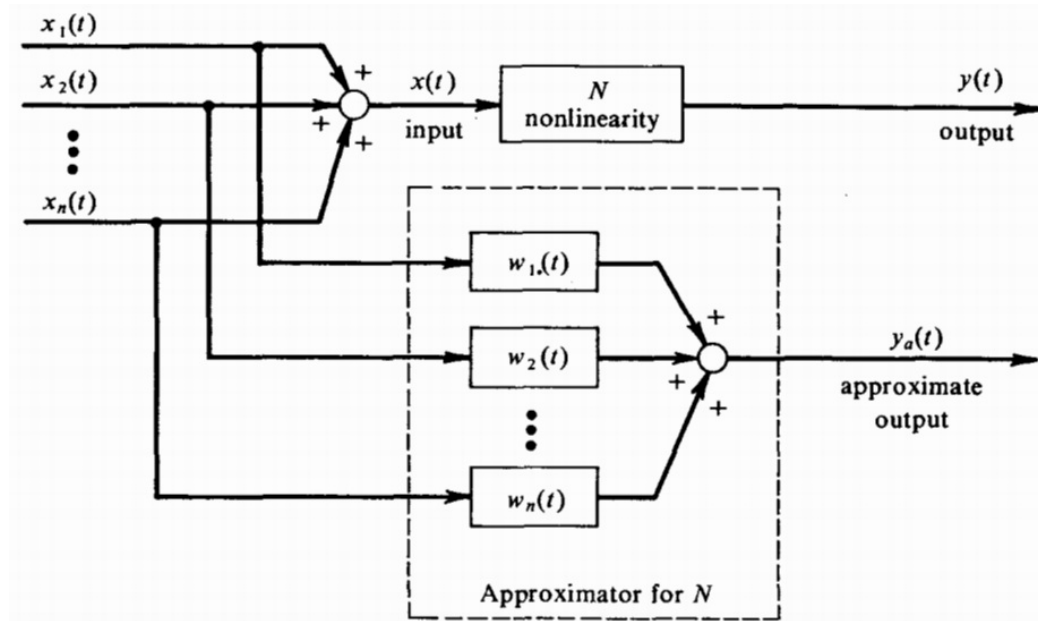 x₁(t)
x₂(t)
xₙ(t)
+
+
+
x(t)
input
N
nonlinearity
y(t)
output
w₁,(t)
w₂(t)
wₙ(t)
+
+
+
yₐ(t)
approximate
output
Approximator for N